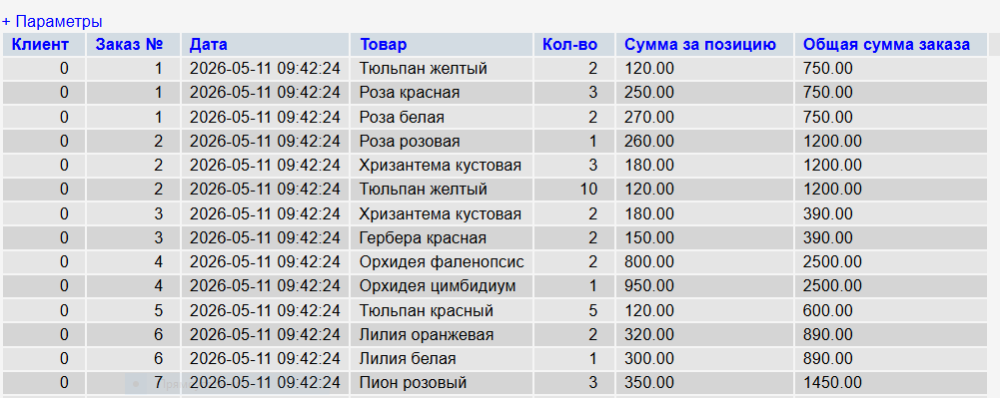 + Параметры
Клиент Заказ № Дата Товар Кол-во Сумма за позицию Общая сумма заказа
0 1 2026-05-11 09:42:24 Тюльпан желтый 2 120.00 750.00
0 1 2026-05-11 09:42:24 Роза красная 3 250.00 750.00
0 1 2026-05-11 09:42:24 Роза белая 2 270.00 750.00
0 2 2026-05-11 09:42:24 Роза розовая 1 260.00 1200.00
0 2 2026-05-11 09:42:24 Хризантема кустовая 3 180.00 1200.00
0 2 2026-05-11 09:42:24 Тюльпан желтый 10 120.00 1200.00
0 3 2026-05-11 09:42:24 Хризантема кустовая 2 180.00 390.00
0 3 2026-05-11 09:42:24 Гербера красная 2 150.00 390.00
0 4 2026-05-11 09:42:24 Орхидея фаленопсис 2 800.00 2500.00
0 4 2026-05-11 09:42:24 Орхидея цимбидиум 1 950.00 2500.00
0 5 2026-05-11 09:42:24 Тюльпан красный 5 120.00 600.00
0 6 2026-05-11 09:42:24 Лилия оранжевая 2 320.00 890.00
0 6 2026-05-11 09:42:24 Лилия белая 1 300.00 890.00
0 7 2026-05-11 09:42:24 Пион розовый 3 350.00 1450.00